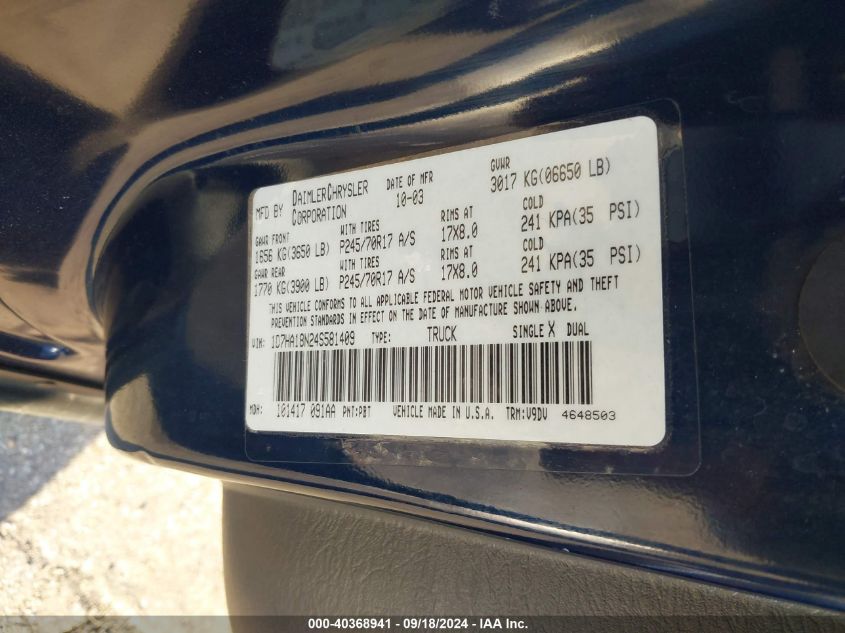 MFD BY DAIMLERCHRYSLER CORPORATION DATE OF MFR 10-03 GVWR 3017 KG(06650 LB)
GAWR FRONT WITH TIRES RIMS AT COLD
1656 KG(3650 LB) P245/70R17 A/S 17X8.0 241 KPA(35 PSI)
GAWR REAR WITH TIRES RIMS AT COLD
1770 KG(3900 LB) P245/70R17 A/S 17X8.0 241 KPA(35 PSI)
THIS VEHICLE CONFORMS TO ALL APPLICABLE FEDERAL MOTOR VEHICLE SAFETY AND THEFT
PREVENTION STANDARDS IN EFFECT ON THE DATE OF MANUFACTURE SHOWN ABOVE.
VIN: 1D7HA18N24S581409 TYPE: TRUCK SINGLE X DUAL
MDH: 101417 091AA PNT:PBT VEHICLE MADE IN U.S.A. TRM:V9DV 4648503
000-40368941 - 09/18/2024 - IAA Inc.